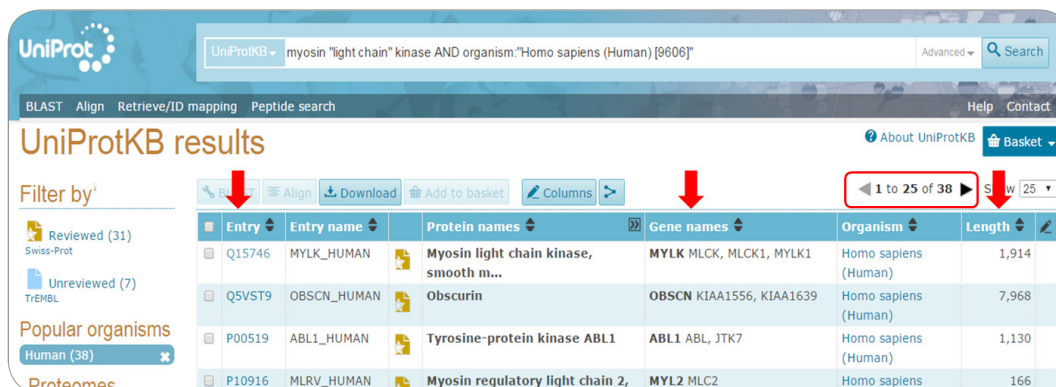 UniProt
UniProtKB myosin "light chain" kinase AND organism:"Homo sapiens (Human) [9606]" Advanced Search
BLAST Align Retrieve/ID mapping Peptide search Help Contact
UniProtKB results
About UniProtKB Basket
Filter by
Align Download Add to basket Columns
1 to 25 of 38
25
Reviewed (31)
Swiss-Prot
Unreviewed (7)
TrEMBL
Popular organisms
Human (38)
Proteomes
Entry Entry name Protein names Gene names Organism Length
Q15746 MYLK_HUMAN Myosin light chain kinase, MYLK MLCK, MLCK1, MYLK1 Homo sapiens 1,914
smooth m... (Human)
Q5VST9 OBSCN_HUMAN Obscurin OBSCN KIAA1556, KIAA1639 Homo sapiens 7,968
(Human)
P00519 ABL1_HUMAN Tyrosine-protein kinase ABL1 ABL1 ABL, JTK7 Homo sapiens 1,130
(Human)
P10916 MLRV_HUMAN Myosin regulatory light chain 2, MYL2 MLC2 Homo sapiens 166